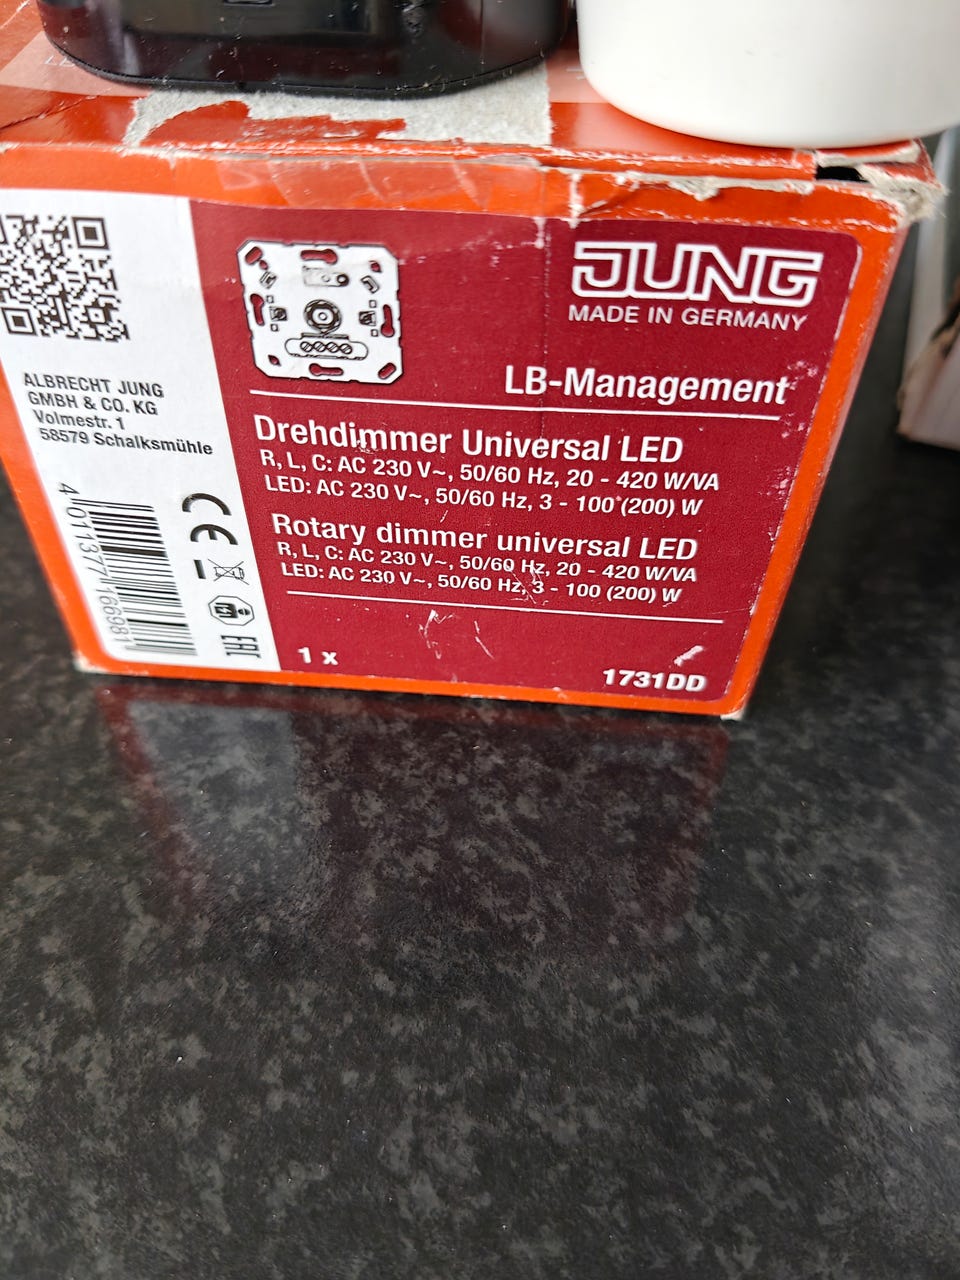 JUNG
MADE IN GERMANY
LB-Management
Drehdimmer Universal LED
R, L, C: AC 230 V~, 50/60 Hz, 20 - 420 W/VA
LED: AC 230 V~, 50/60 Hz, 3 - 100 (200) W
Rotary dimmer universal LED
R, L, C: AC 230 V~, 50/60 Hz, 20 - 420 W/VA
LED: AC 230 V~, 50/60 Hz, 3 - 100 (200) W
1 x
1731DD
ALBRECHT JUNG
GMBH & CO. KG
Volmestr. 1
58579 Schalksmühle
4 011377 166981
CE
EAC